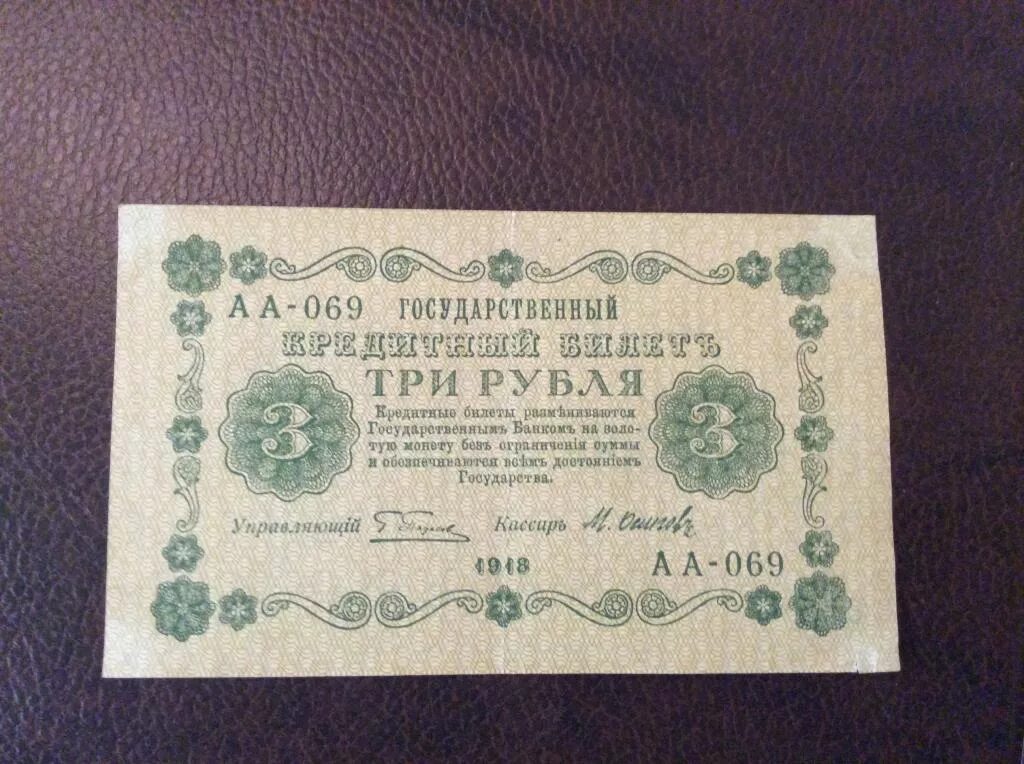 АА-069 ГОСУДАРСТВЕННЫЙ
КРЕДИТНЫЙ БИЛЕТЪ
ТРИ РУБЛЯ
3 3
Кредитные билеты размѣниваются
Государственнымъ Банкомъ на золо-
тую монету безъ ограниченія суммы
и обезпечиваются всѣмъ достояніемъ
Государства.
Управляющій Кассиръ М. Осиповъ
1918
АА-069